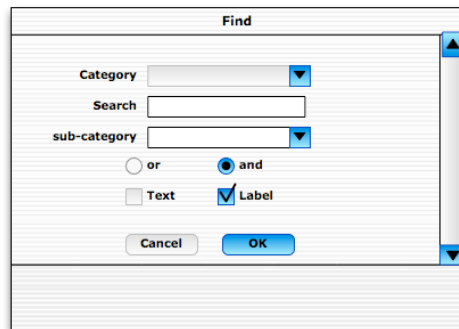 Find
Category
Search
sub-category
or and
Text Label
Cancel OK